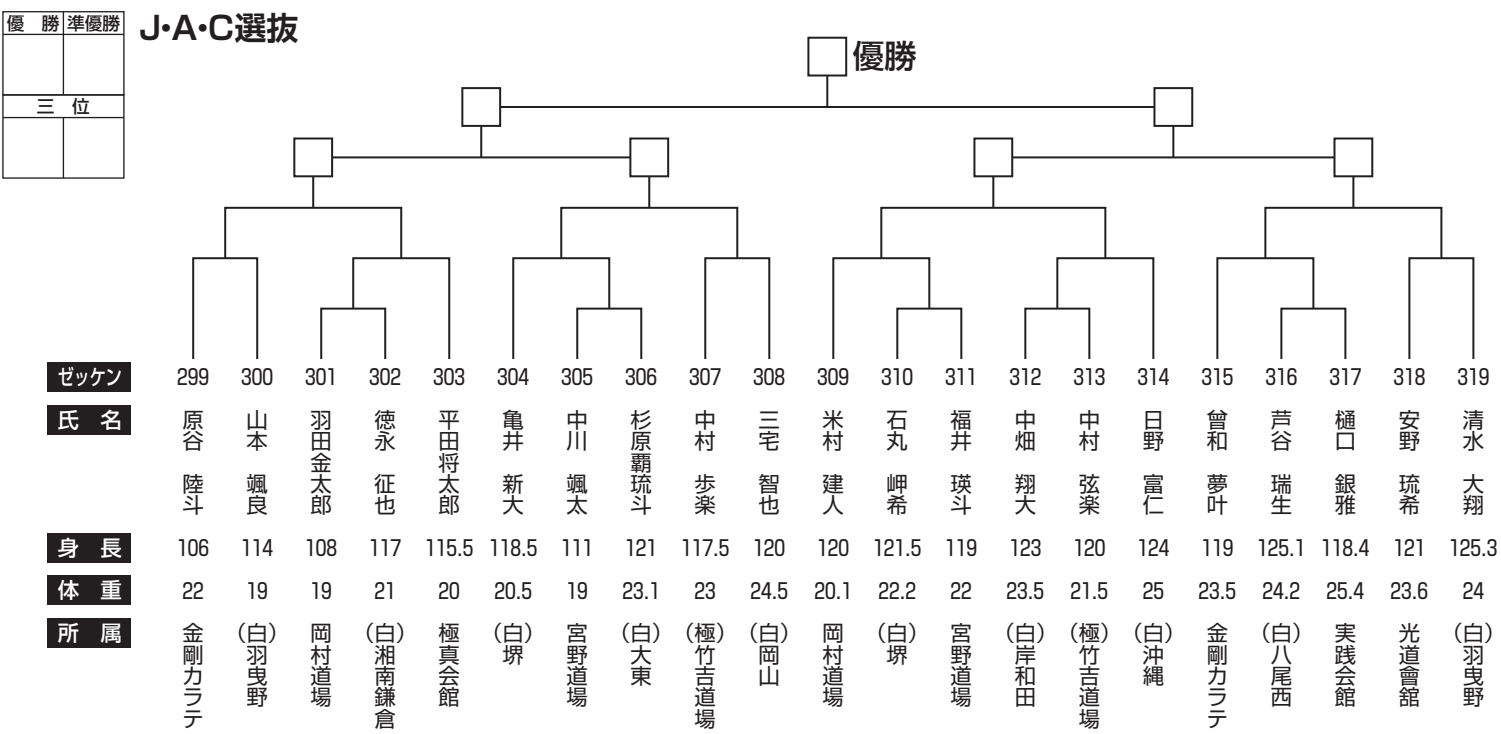 優 勝 準優勝
三 位
J・A・C選抜
優勝
ゼッケン 299 300 301 302 303 304 305 306 307 308 309 310 311 312 313 314 315 316 317 318 319
氏 名 原谷 陸斗 山本 颯良 羽田金太郎 徳永 征也 平田将太郎 亀井 新大 中川 颯太 杉原覇琉斗 中村 歩楽 三宅 智也 米村 建人 石丸 岬希 福井 瑛斗 中畑 翔大 中村 弦楽 日野 富仁 曾和 夢叶 芦谷 瑞生 樋口 銀雅 安野 琉希 清水 大翔
身 長 106 114 108 117 115.5 118.5 111 121 117.5 120 120 121.5 119 123 120 124 119 125.1 118.4 121 125.3
体 重 22 19 19 21 20 20.5 19 23.1 23 24.5 20.1 22.2 22 23.5 21.5 25 23.5 24.2 25.4 23.6 24
所 属 金剛カラテ (白)羽曳野 岡村道場 (白)湘南鎌倉 極真会館 (白)堺 宮野道場 (白)大東 (極)竹吉道場 (白)岡山 岡村道場 (白)堺 宮野道場 (白)岸和田 (極)竹吉道場 (白)沖縄 金剛カラテ (白)八尾西 実践会館 光道會舘 (白)羽曳野